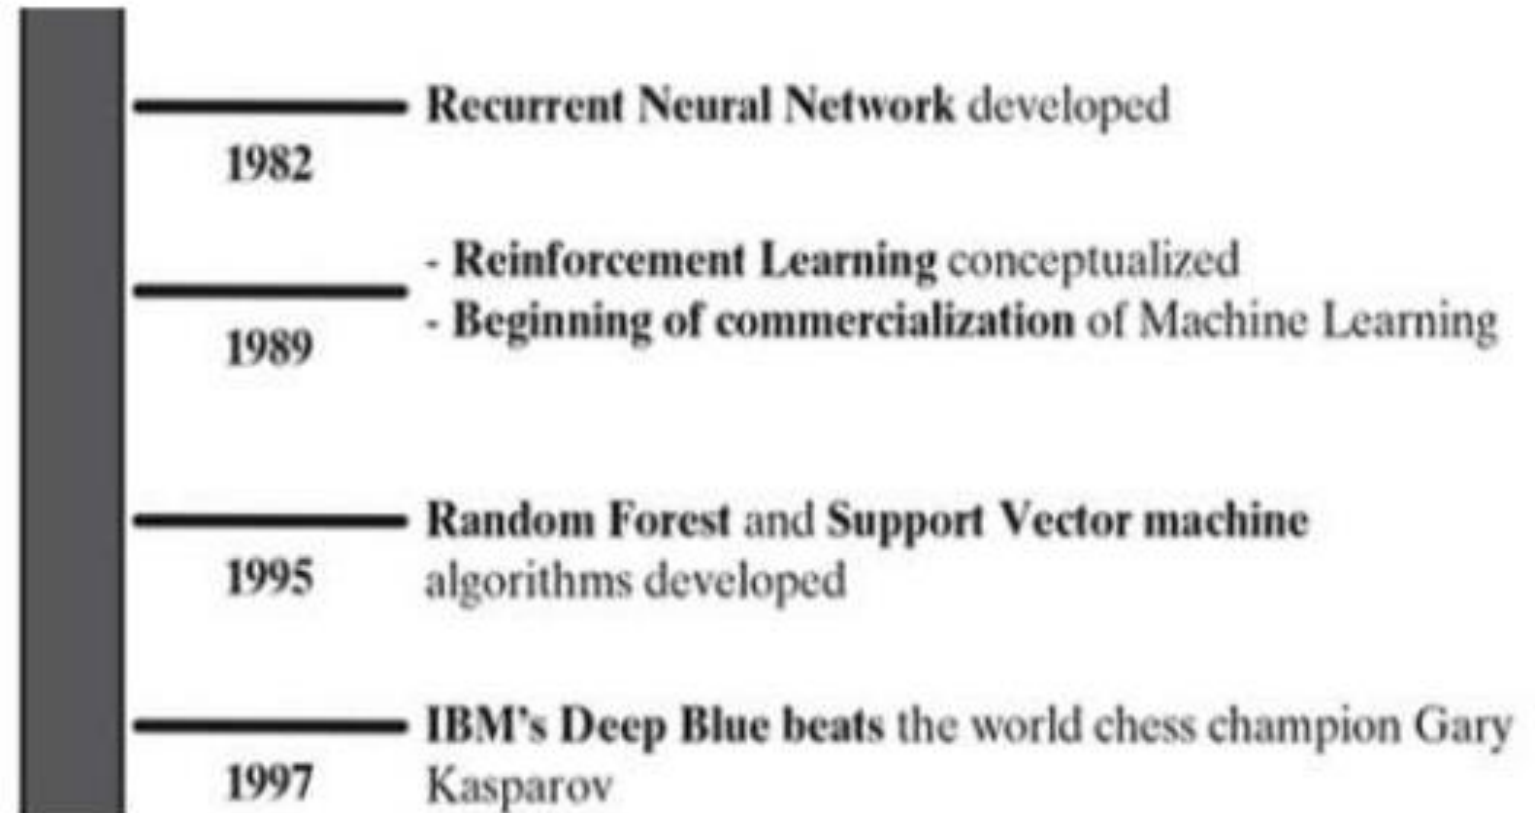 Recurrent Neural Network developed
1982
- Reinforcement Learning conceptualized
- Beginning of commercialization of Machine Learning
1989
Random Forest and Support Vector machine
1995
algorithms developed
IBM's Deep Blue beats the world chess champion Gary
1997
Kasparov